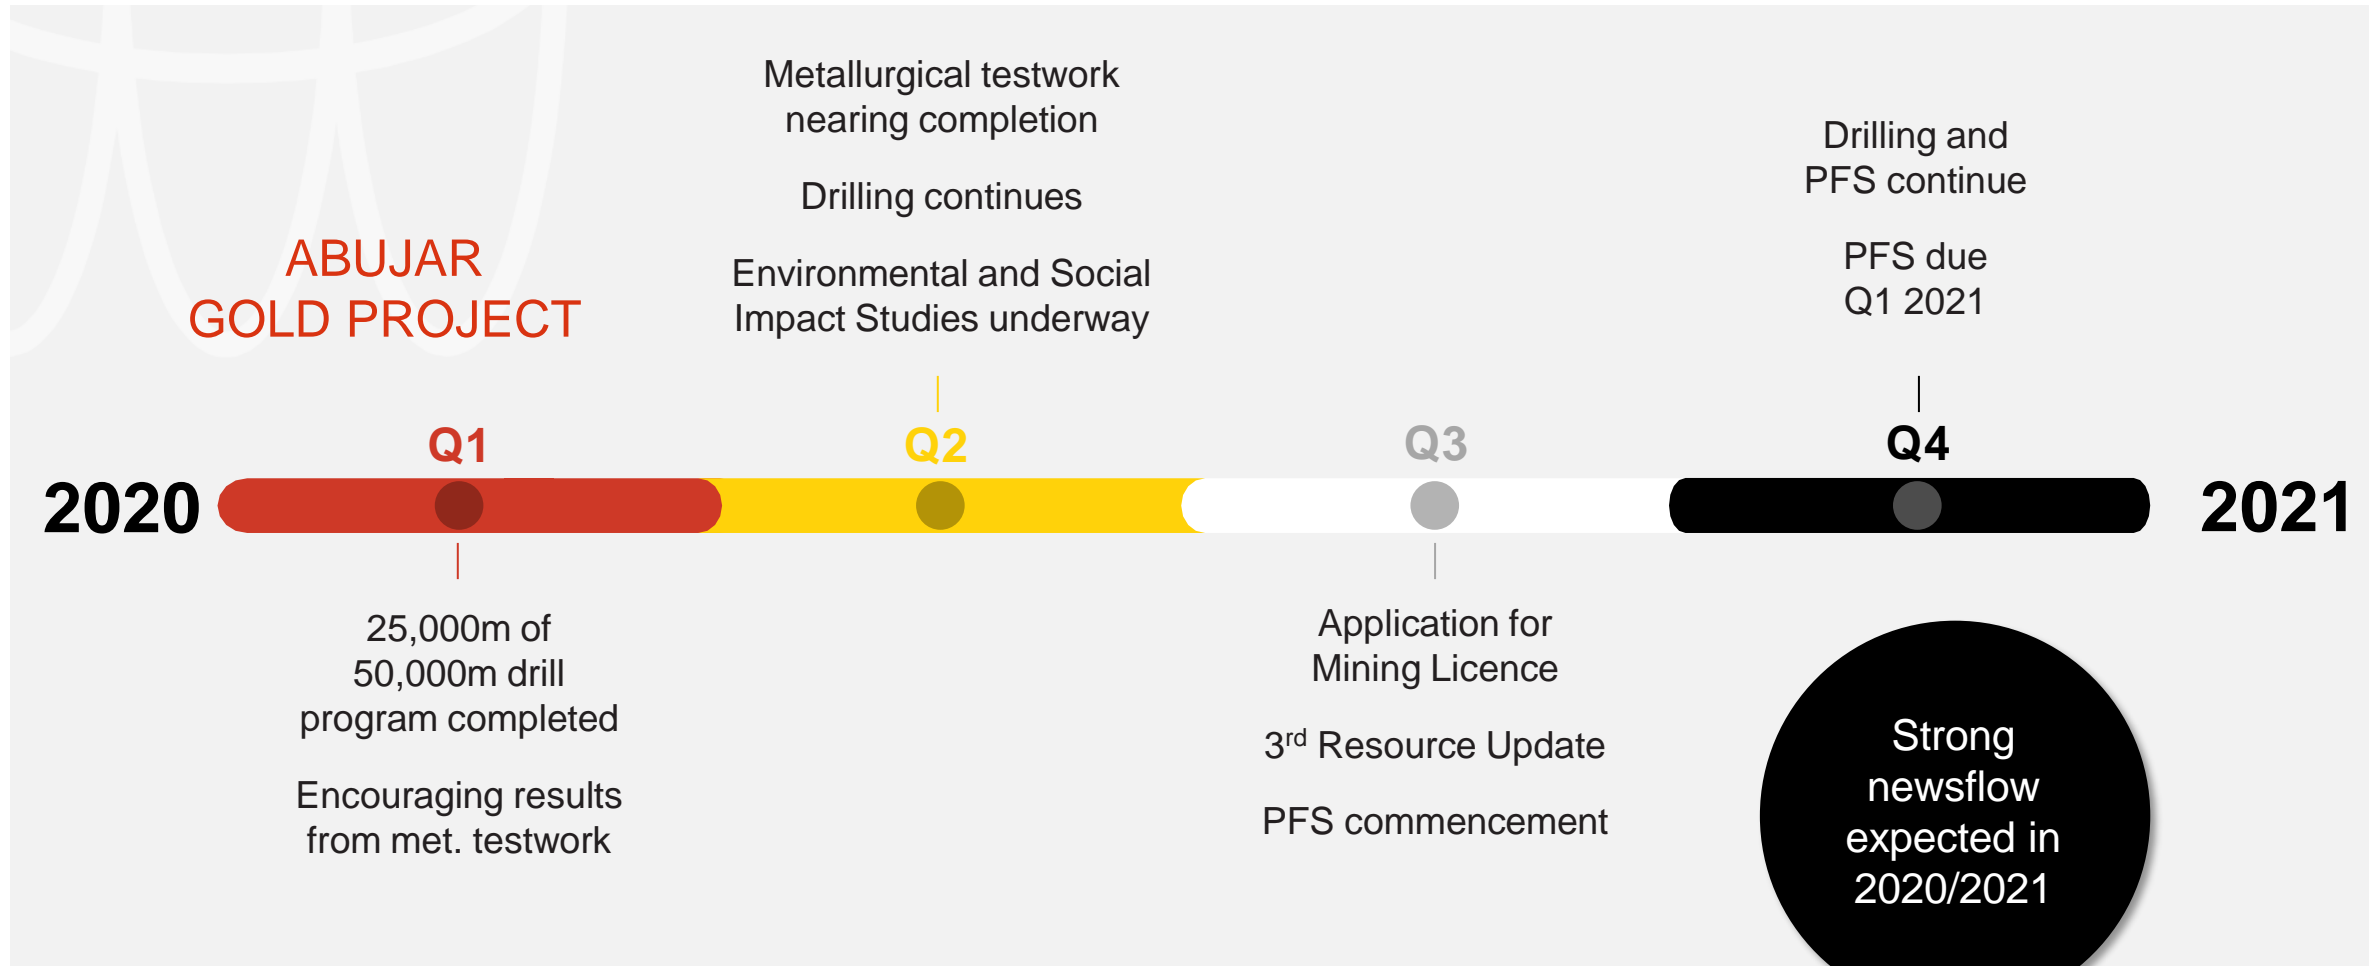 ABUJAR
GOLD PROJECT
Metallurgical testwork
nearing completion
Drilling continues
Environmental and Social
Impact Studies underway
Drilling and
PFS continue
PFS due
Q1 2021
Q1
Q2
Q3
Q4
2020
2021
25,000m of
50,000m drill
program completed
Encouraging results
from met. testwork
Application for
Mining Licence
3rd Resource Update
PFS commencement
Strong
newsflow
expected in
2020/2021